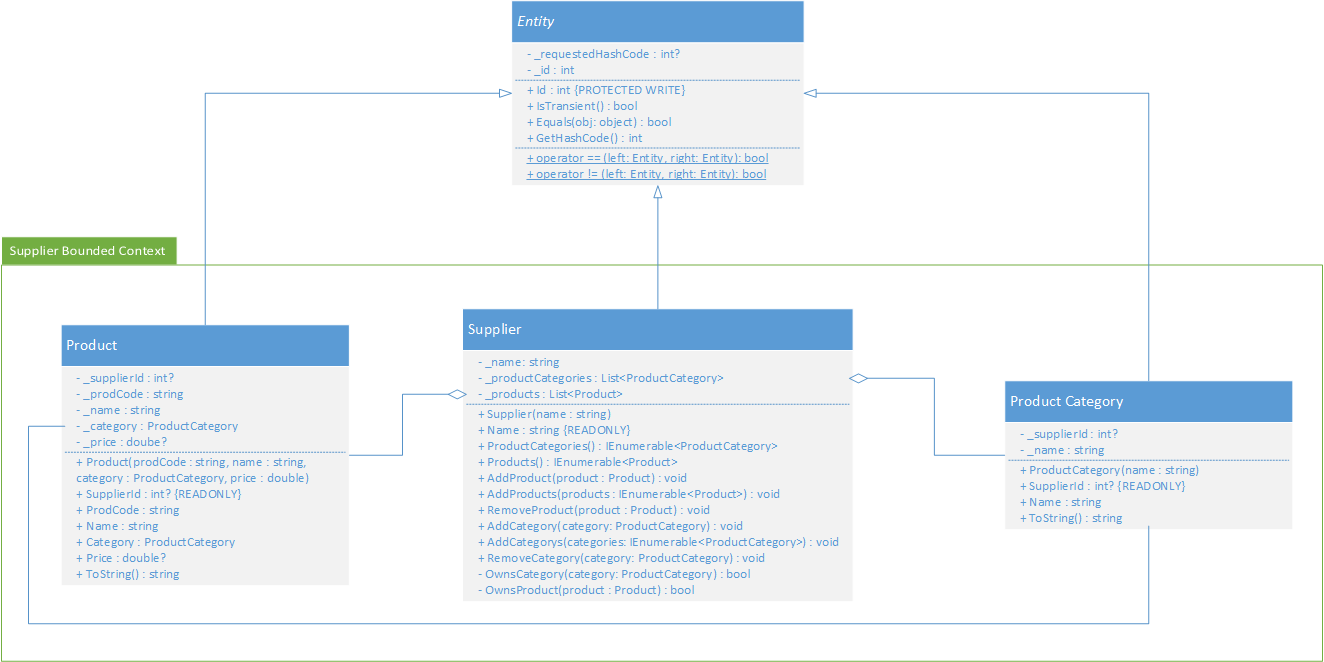 Entity
- _requestedHashCode : int?
- _id : int
+ Id : int {PROTECTED WRITE}
+ IsTransient() : bool
+ Equals(obj: object) : bool
+ GetHashCode() : int
+ operator == (left: Entity, right: Entity): bool
+ operator != (left: Entity, right: Entity): bool
Supplier Bounded Context
Product
- _supplierId : int?
- _prodCode : string
- _name : string
- _category : ProductCategory
- _price : doube?
+ Product(prodCode : string, name : string,
category : ProductCategory, price : double)
+ SupplierId : int? {READONLY}
+ ProdCode : string
+ Name : string
+ Category : ProductCategory
+ Price : double?
+ ToString() : string
Supplier
- _name: string
- _productCategories : List<ProductCategory>
- _products : List<Product>
+ Supplier(name : string)
+ Name : string {READONLY}
+ ProductCategories() : IEnumerable<ProductCategory>
+ Products() : IEnumerable<Product>
+ AddProduct(product : Product) : void
+ AddProducts(products : IEnumerable<Product>) : void
+ RemoveProduct(product : Product) : void
+ AddCategory(category: ProductCategory) : void
+ AddCategorys(categories: IEnumerable<ProductCategory>) : void
+ RemoveCategory(category: ProductCategory) : void
- OwnsCategory(category: ProductCategory) : bool
- OwnsProduct(product : Product) : bool
Product Category
- _supplierId : int?
- _name : string
+ ProductCategory(name : string)
+ SupplierId : int? {READONLY}
+ Name : string
+ ToString() : string